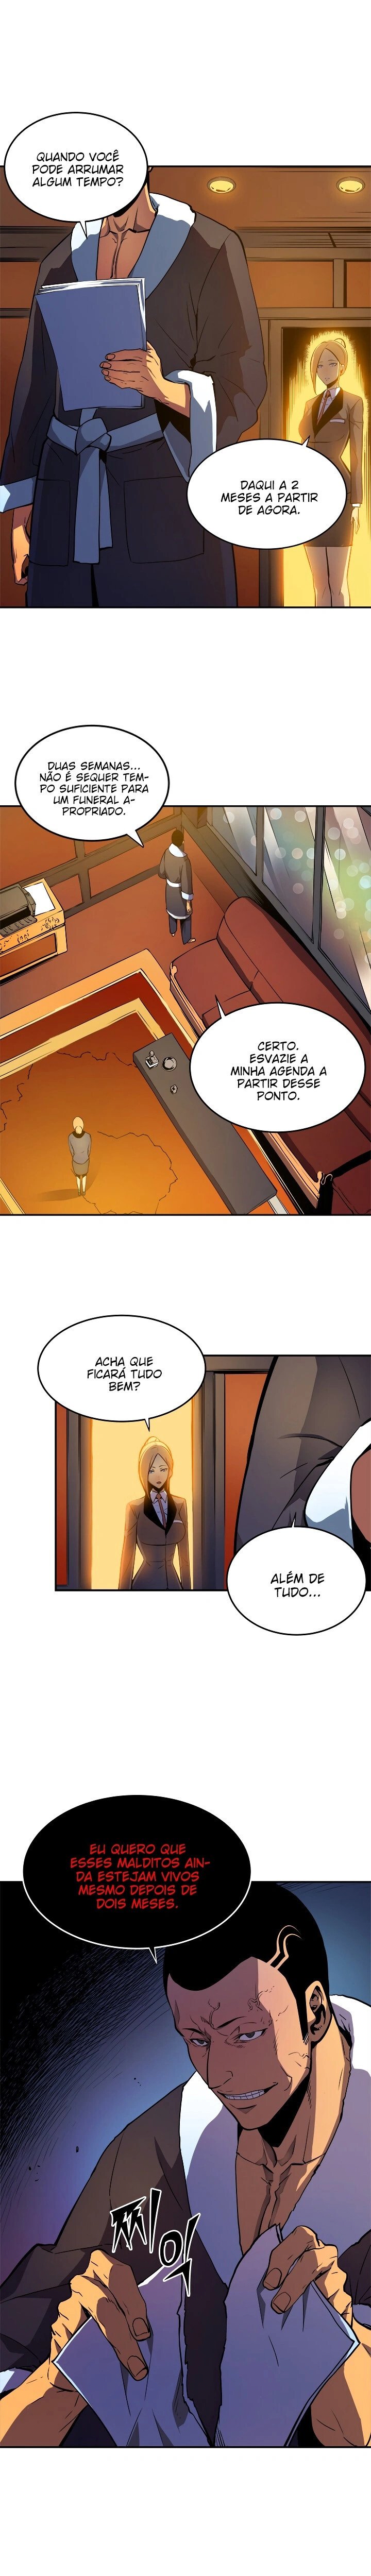 QUANDO VOCÊ
PODE ARRUMAR
ALGUM TEMPO?
DAQUI A 2
MESES A PARTIR
DE AGORA.
DUAS SEMANAS...
NÃO É SEQUER TEM-
PO SUFICIENTE PARA
UM FUNERAL A-
PROPRIADO.
CERTO.
ESVAZIE A
MINHA AGENDA A
PARTIR DESSE
PONTO.
ACHA QUE
FICARÁ TUDO
BEM?
ALÉM DE
TUDO...
EU QUERO QUE
ESSES MALDITOS AIN-
DA ESTEJAM VIVOS
MESMO DEPOIS DE
DOIS MESES.
찌익